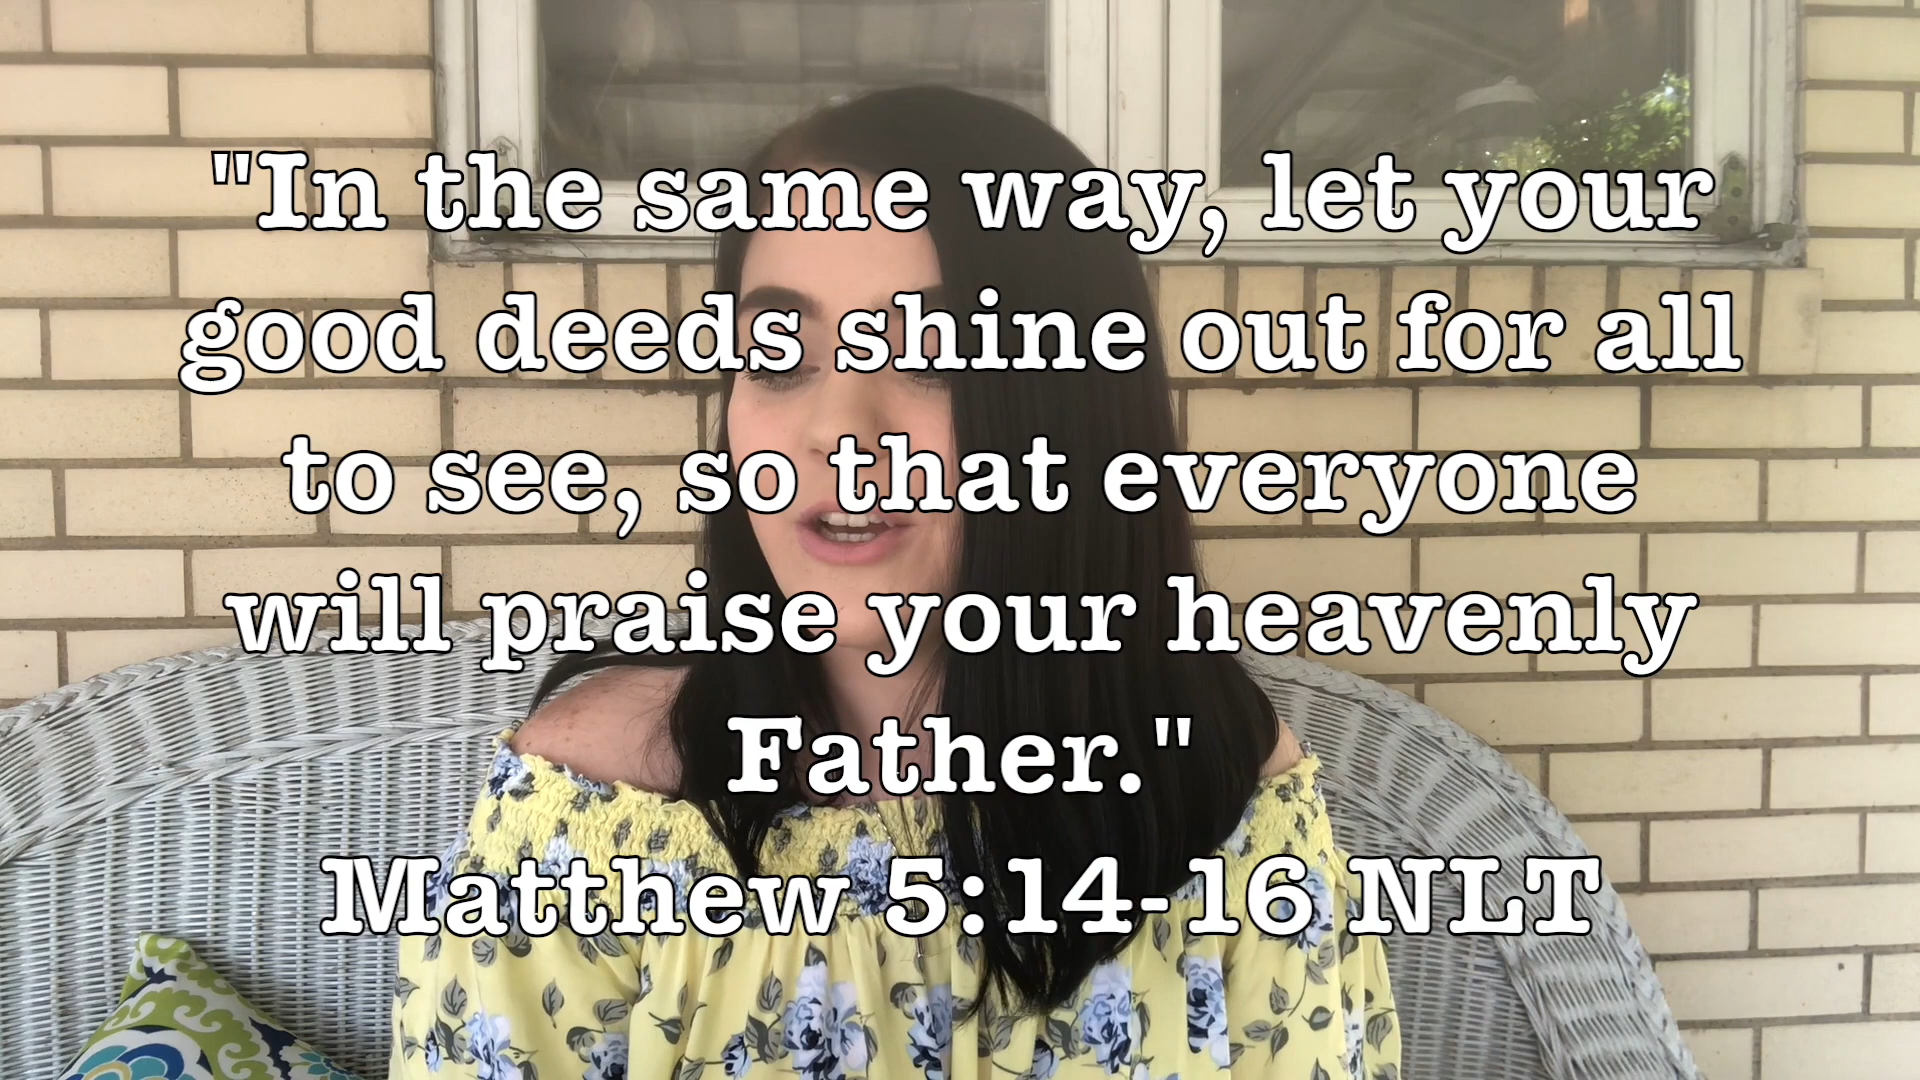 "In the same way, let your
good deeds shine out for all
to see, so that everyone
will praise your heavenly
Father."
Matthew 5:14-16 NLT